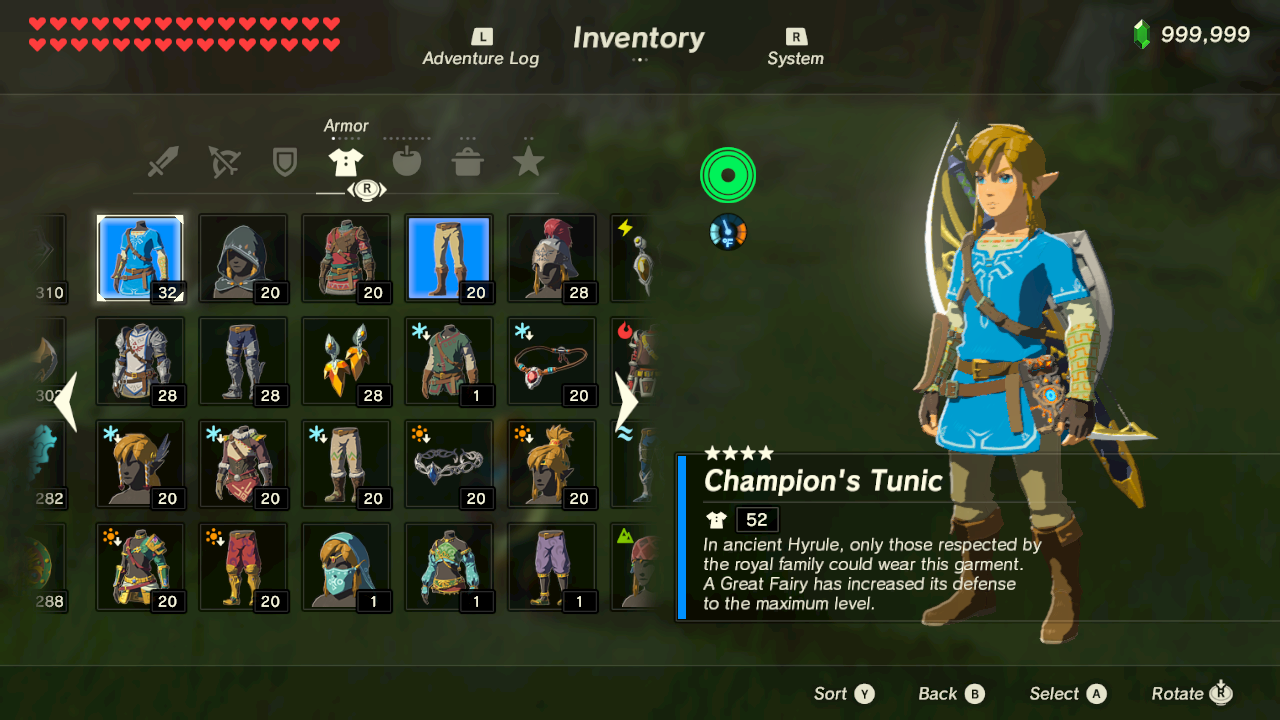 L
Adventure Log
Inventory
R
System
999,999
Armor
R
310
32
20
20
20
28
28
28
28
1
20
282
20
20
20
20
20
288
20
20
1
1
1
°F
★★★★
Champion's Tunic
52
In ancient Hyrule, only those respected by
the royal family could wear this garment.
A Great Fairy has increased its defense
to the maximum level.
Sort Y
Back B
Select A
Rotate R